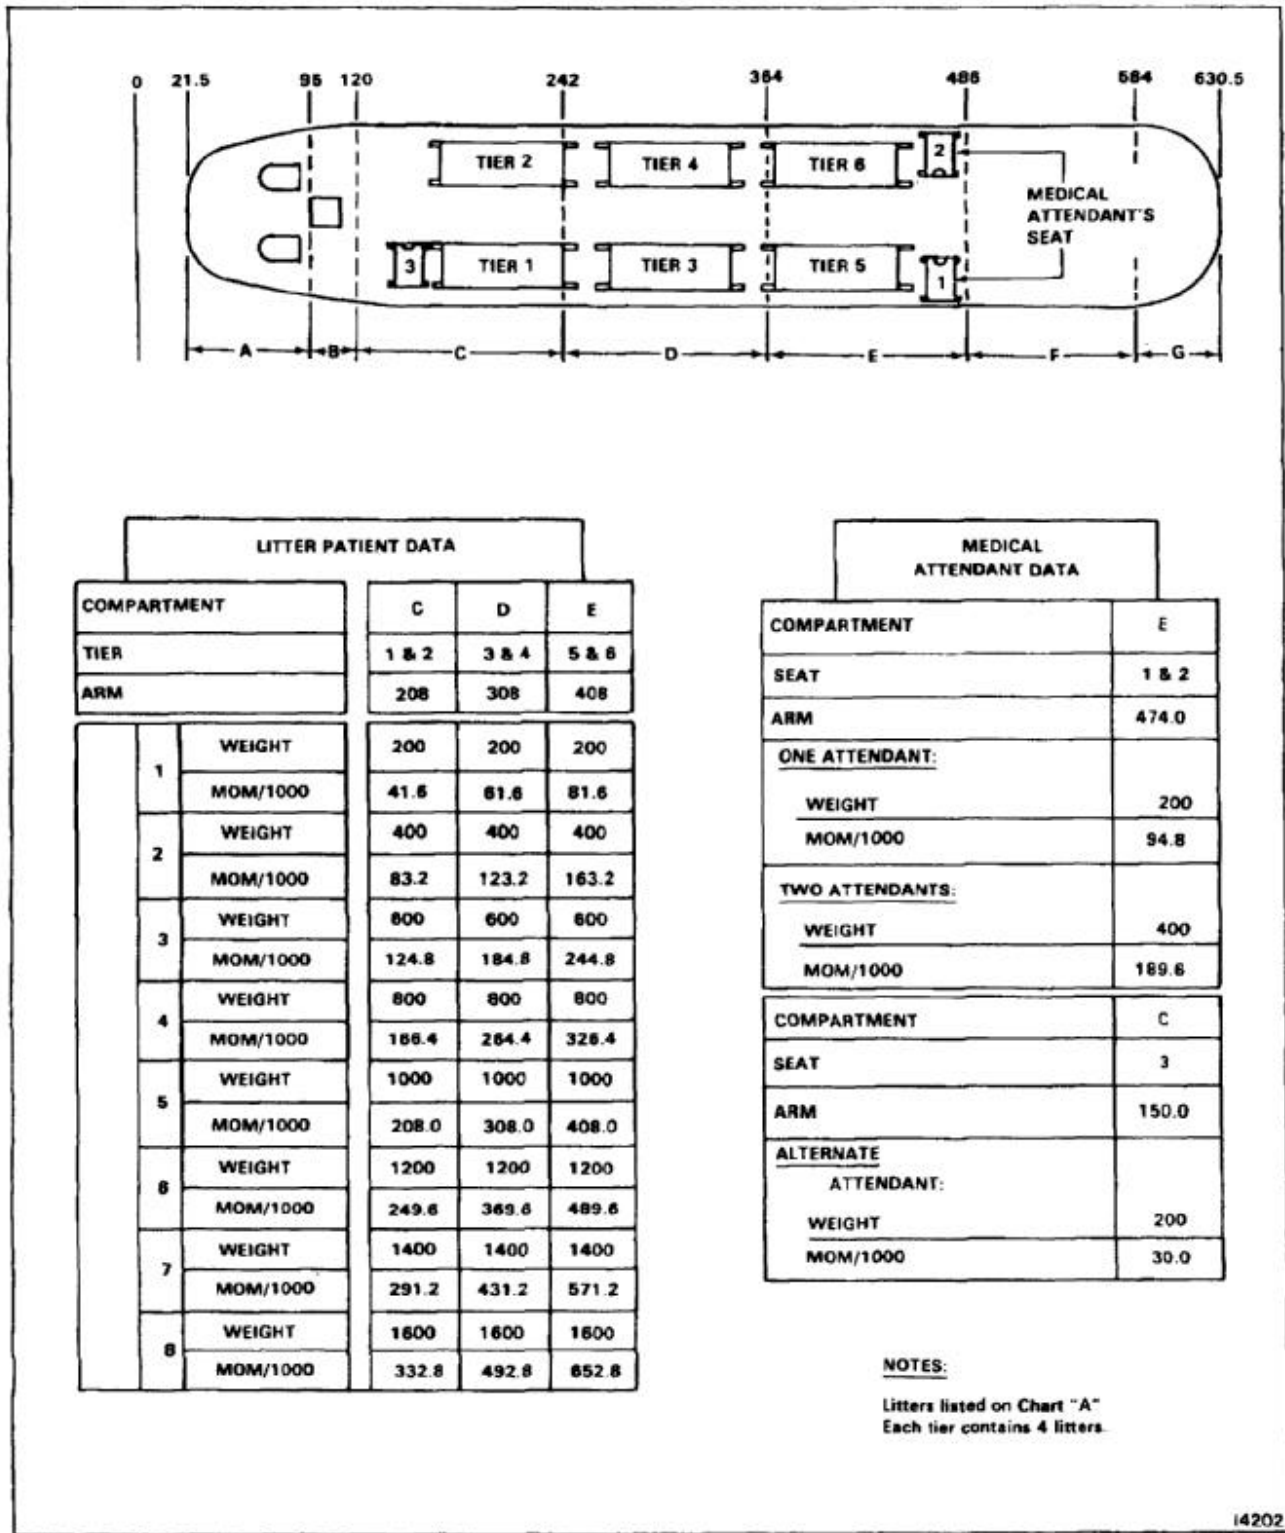 0 21.5 95 120 242 364 486 584 630.5
TIER 2 TIER 4 TIER 6 2
MEDICAL
ATTENDANT'S
SEAT
3 TIER 1 TIER 3 TIER 5 1
A B C D E F G
LITTER PATIENT DATA
COMPARTMENT C D E
TIER 1 & 2 3 & 4 5 & 6
ARM 208 308 408
1 WEIGHT 200 200 200
MOM/1000 41.6 61.6 81.6
2 WEIGHT 400 400 400
MOM/1000 83.2 123.2 163.2
3 WEIGHT 600 600 600
MOM/1000 124.8 184.8 244.8
4 WEIGHT 800 800 800
MOM/1000 166.4 264.4 326.4
5 WEIGHT 1000 1000 1000
MOM/1000 208.0 308.0 408.0
6 WEIGHT 1200 1200 1200
MOM/1000 249.6 369.6 489.6
7 WEIGHT 1400 1400 1400
MOM/1000 291.2 431.2 571.2
8 WEIGHT 1600 1600 1600
MOM/1000 332.8 492.8 652.8
MEDICAL
ATTENDANT DATA
COMPARTMENT E
SEAT 1 & 2
ARM 474.0
ONE ATTENDANT:
WEIGHT 200
MOM/1000 94.8
TWO ATTENDANTS:
WEIGHT 400
MOM/1000 189.6
COMPARTMENT C
SEAT 3
ARM 150.0
ALTERNATE
ATTENDANT:
WEIGHT 200
MOM/1000 30.0
NOTES:
Litters listed on Chart "A"
Each tier contains 4 litters.
14202